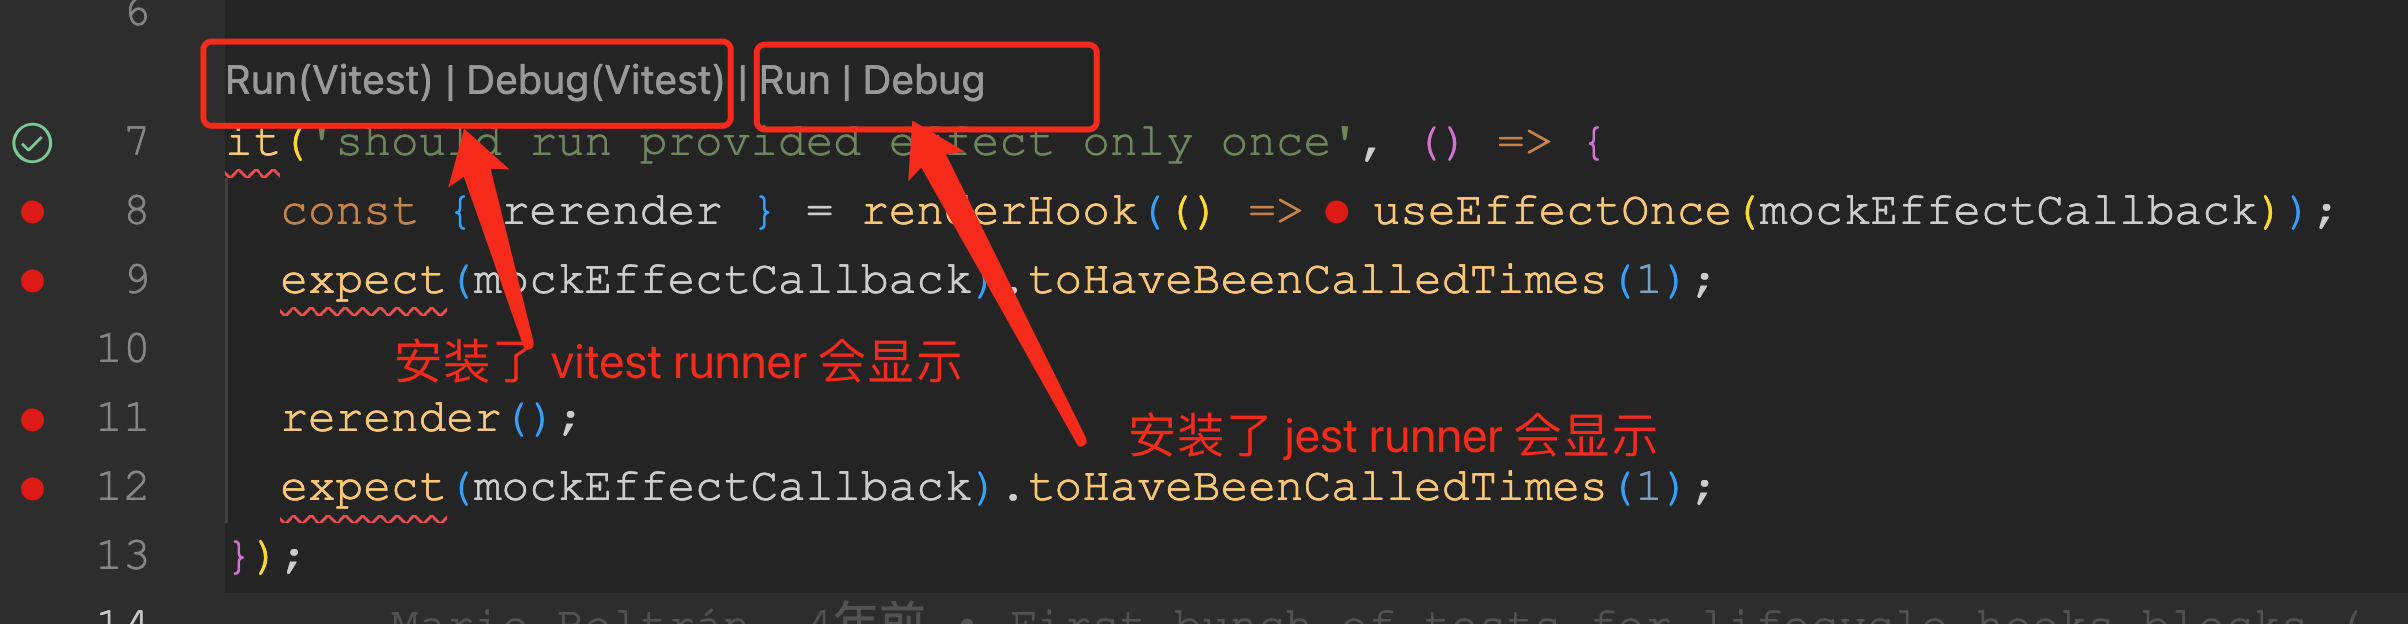 6
Run(Vitest) | Debug(Vitest) | Run | Debug
7 it('should run provided effect only once', () => {
8 const { rerender } = renderHook(() => useEffectOnce(mockEffectCallback));
9 expect(mockEffectCallback).toHaveBeenCalledTimes(1);
10
安装了 vitest runner 会显示
11 rerender();
安装了 jest runner 会显示
12 expect(mockEffectCallback).toHaveBeenCalledTimes(1);
13 });
14 Mario Beltrán, 4年前 • First bunch of tests for lifecycle hooks blocks (